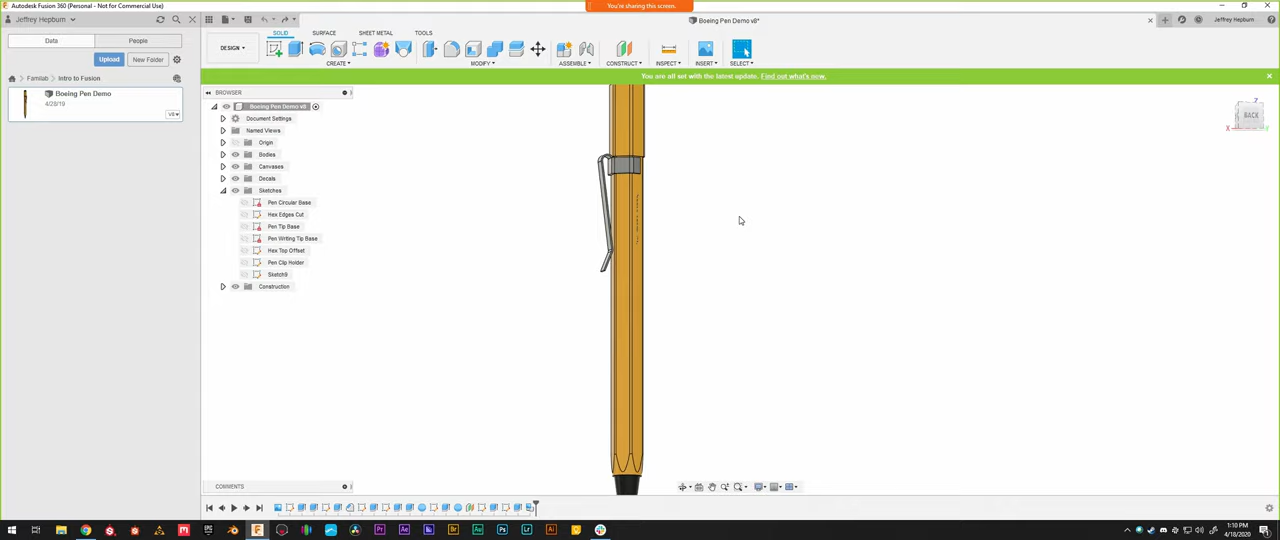 Autodesk Fusion 360 (Personal - Not for Commercial Use)
You're sharing this screen.
Jeffrey Hepburn
Boeing Pen Demo v8*
Jeffrey Hepburn
Data
People
Upload
New Folder
Familab
Intro to Fusion
Boeing Pen Demo
4/28/19
V8
DESIGN
SOLID
SURFACE
SHEET METAL
TOOLS
CREATE
MODIFY
ASSEMBLE
CONSTRUCT
INSPECT
INSERT
SELECT
You are all set with the latest update. Find out what's new.
BROWSER
Boeing Pen Demo v8
Document Settings
Named Views
Origin
Bodies
Canvases
Decals
Sketches
Pen Circular Base
Hex Edges Cut
Pen Tip Base
Pen Writing Tip Base
Hex Top Offset
Pen Clip Holder
Sketch9
Construction
Z
BACK
X
COMMENTS
1:10 PM
4/18/2020